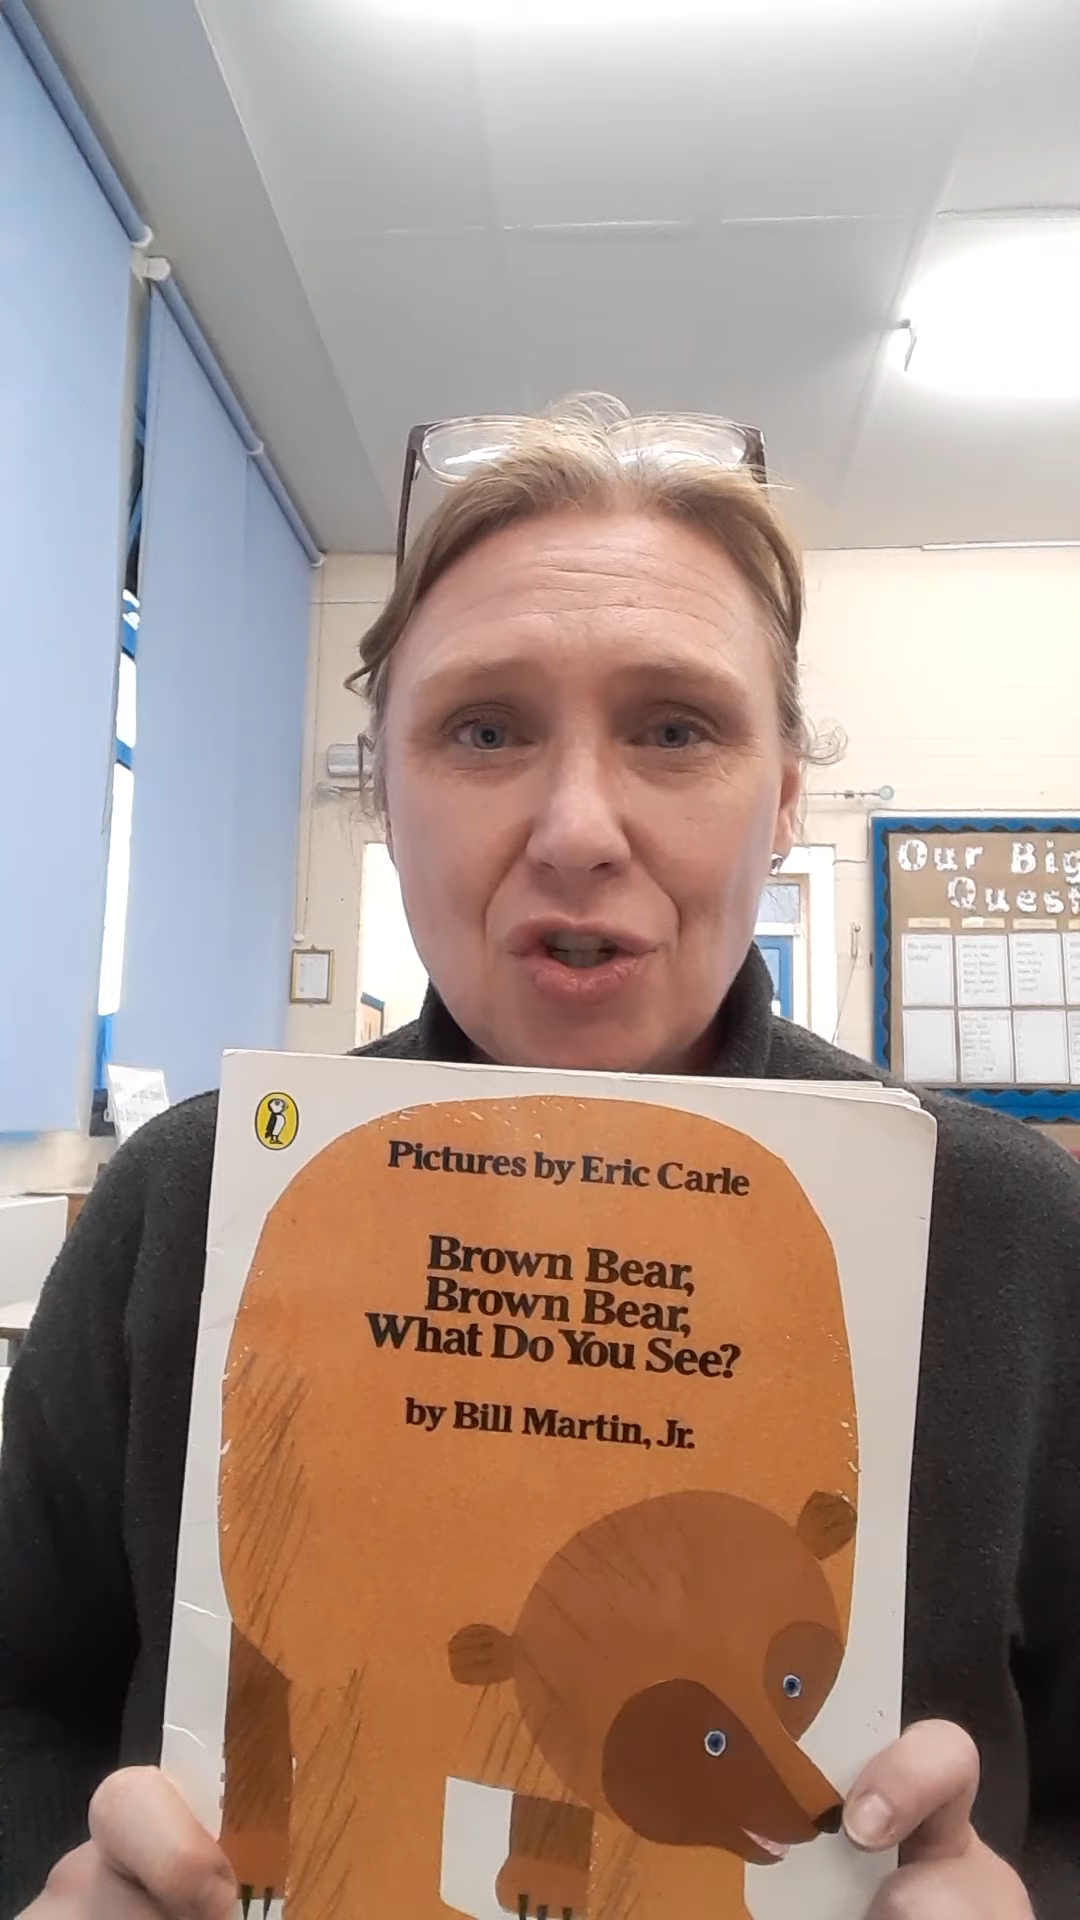 Our Big
Quest
Pictures by Eric Carle
Brown Bear,
Brown Bear,
What Do You See?
by Bill Martin, Jr.